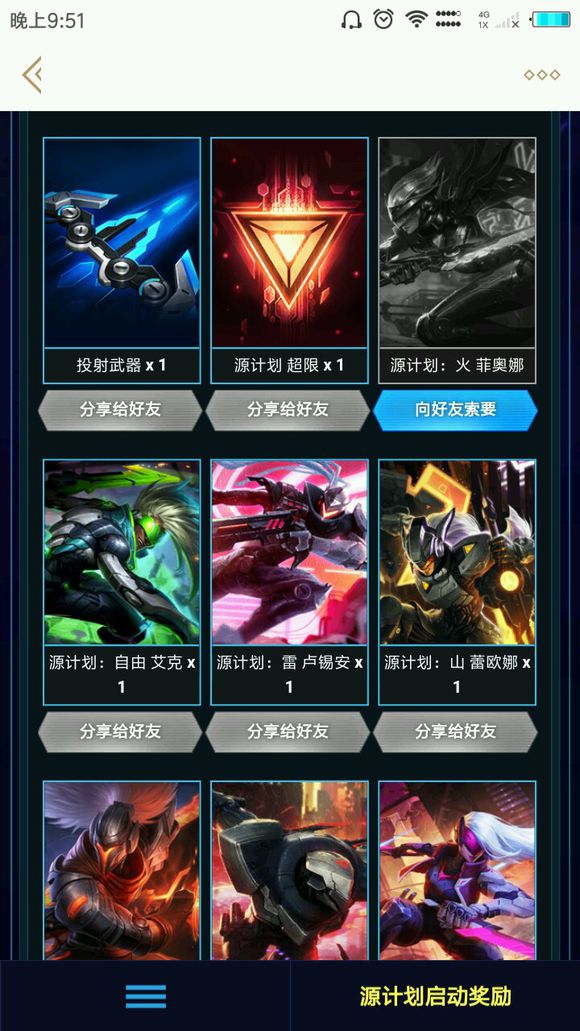 晚上9:51
4G
1X
投射武器 x 1
源计划 超限 x 1
源计划：火 菲奥娜
分享给好友
分享给好友
向好友索要
源计划：自由 艾克 x
1
源计划：雷 卢锡安 x
1
源计划：山 蕾欧娜 x
1
分享给好友
分享给好友
分享给好友
源计划启动奖励